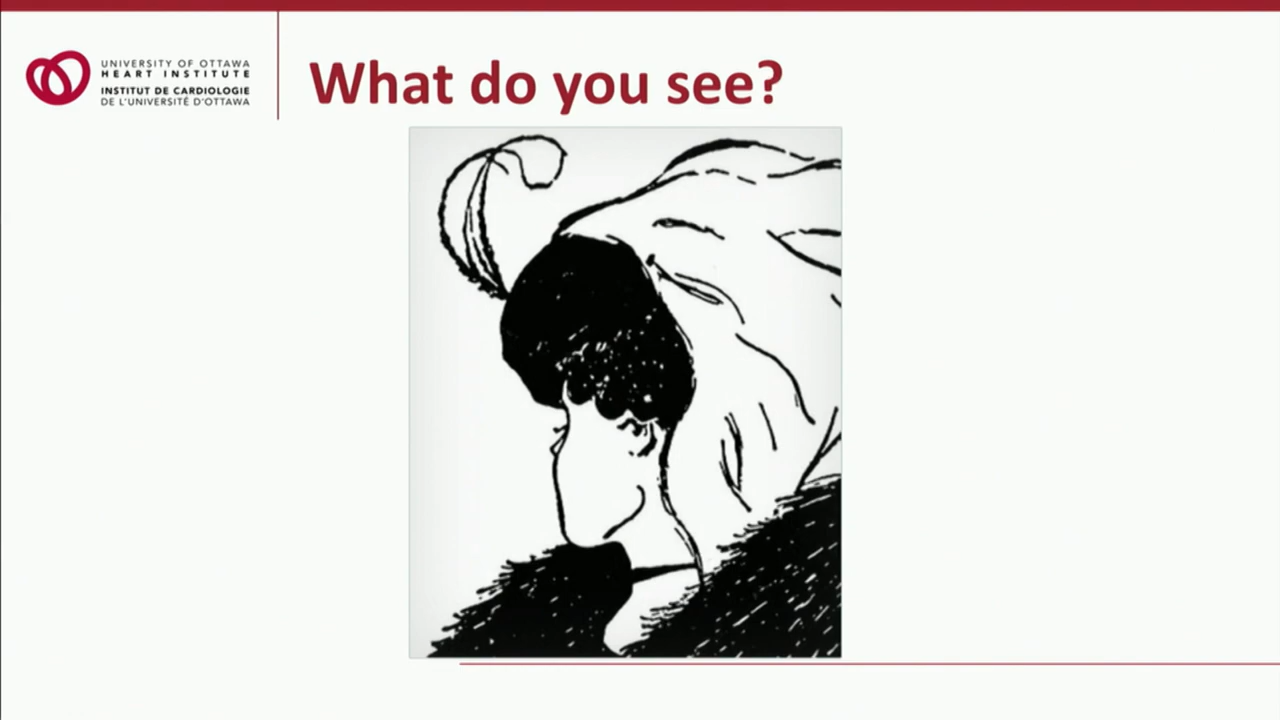 UNIVERSITY OF OTTAWA
HEART INSTITUTE
INSTITUT DE CARDIOLOGIE
DE L'UNIVERSITÉ D'OTTAWA
What do you see?